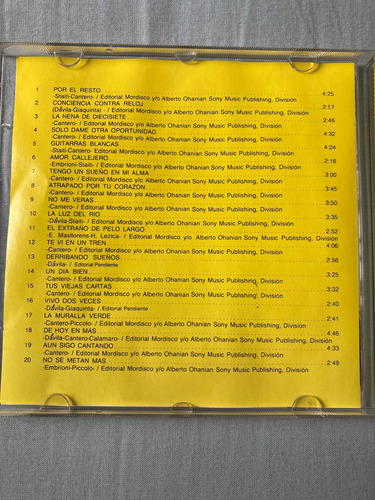 1 POR EL RESTO 4:25
-Staiti-Cantero- / Editorial Mordisco y/o Alberto Ohanian Sony Music Publishing, División
2 CONCIENCIA CONTRA RELOJ 2:57
(Dávila-Giaquinta) - / Editorial Mordisco y/o Alberto Ohanian Sony Music Publishing, División
3 LA NENA DE DIECISIETE 2:46
-Cantero- / Editorial Mordisco y/o Alberto Ohanian Sony Music Publishing, División
4 SOLO DAME OTRA OPORTUNIDAD 4:32
Cantero- / Editorial Mordisco y/o Alberto Ohanian Sony Music Publishing, División
5 GUITARRAS BLANCAS 4:24
-Staiti-Cantero- Editorial Mordisco y/o Alberto Ohanian Sony Music Publishing, División
6 AMOR CALLEJERO 2:16
-Embrioni-Staiti- / Editorial Mordisco y/o Alberto Ohanian Sony Music Publishing, División
7 TENGO UN SUEÑO EN MI ALMA 3:00
Cantero- / Editorial Mordisco y/o Alberto Ohanian Sony Music Publishing, División
8 ATRAPADO POR TU CORAZON 3:45
-Cantero- / Editorial Mordisco y/o Alberto Ohanian Sony Music Publishing, División
9 NO ME VERAS 3:50
-Cantero- / Editorial Mordisco y/o Alberto Ohanian Sony Music Publishing, División
10 LA LUZ DEL RIO 3:35
-Dávila-Staiti- / Editorial Mordisco y/o Alberto Ohanian Sony Music Publishing, División
11 EL EXTRAÑO DE PELO LARGO 2:52
-E. Masllorens-H. Lezica- / Editorial Mordisco y/o Alberto Ohanian Sony Music Publishing, División
12 TE VI EN UN TREN 4:06
-Cantero / Editorial Mordisco y/o Alberto Ohanian Sony Music Publishing, División
13 DERRIBANDO SUEÑOS 2:56
-Dávila- / Editorial Pendiente
14 UN DIA BIEN 3:25
-Cantero / Editorial Mordisco y/o Alberto Ohanian Sony Music Publishing, División
15 TUS VIEJAS CARTAS 3:32
-Cantero / Editorial Mordisco y/o Alberto Ohanian Sony Music Publishing, División
16 VIVO DOS VECES 2:40
-Dávila-Giaquinta- / Editorial Pendiente
17 LA MURALLA VERDE 2:41
-Cantero-Piccolo- / Editorial Mordisco y/o Alberto Ohanian Sony Music Publishing, División
18 DE HOY EN MAS 4:46
-Dávila-Cantero-Calamaro- / Editorial Mordisco y/o Alberto Ohanian Sony Music Publishing, División
19 AUN SIGO CANTANDO 4:33
-Cantero- / Editorial Mordisco y/o Alberto Ohanian Sony Music Publishing, División
20 NO SE METAN MAS 2:49
-Embrioni-Piccolo- / Editorial Mordisco y/o Alberto Ohanian Sony Music Publishing, División